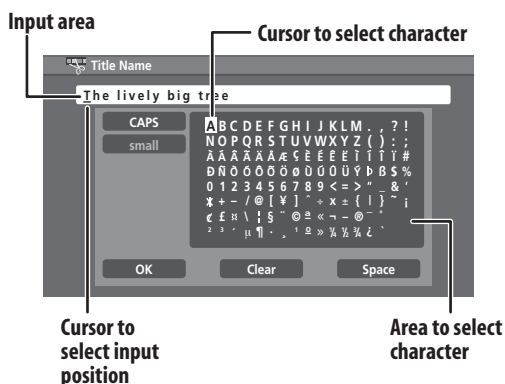 Input area
Cursor to select character
Title Name
The lively big tree
CAPS
small
A B C D E F G H I J K L M . , ? !
N O P Q R S T U V W X Y Z ( ) : ;
0 1 2 3 4 5 6 7 8 9 < = > " _ & '
OK
Clear
Space
Cursor to
select input
position
Area to select
character